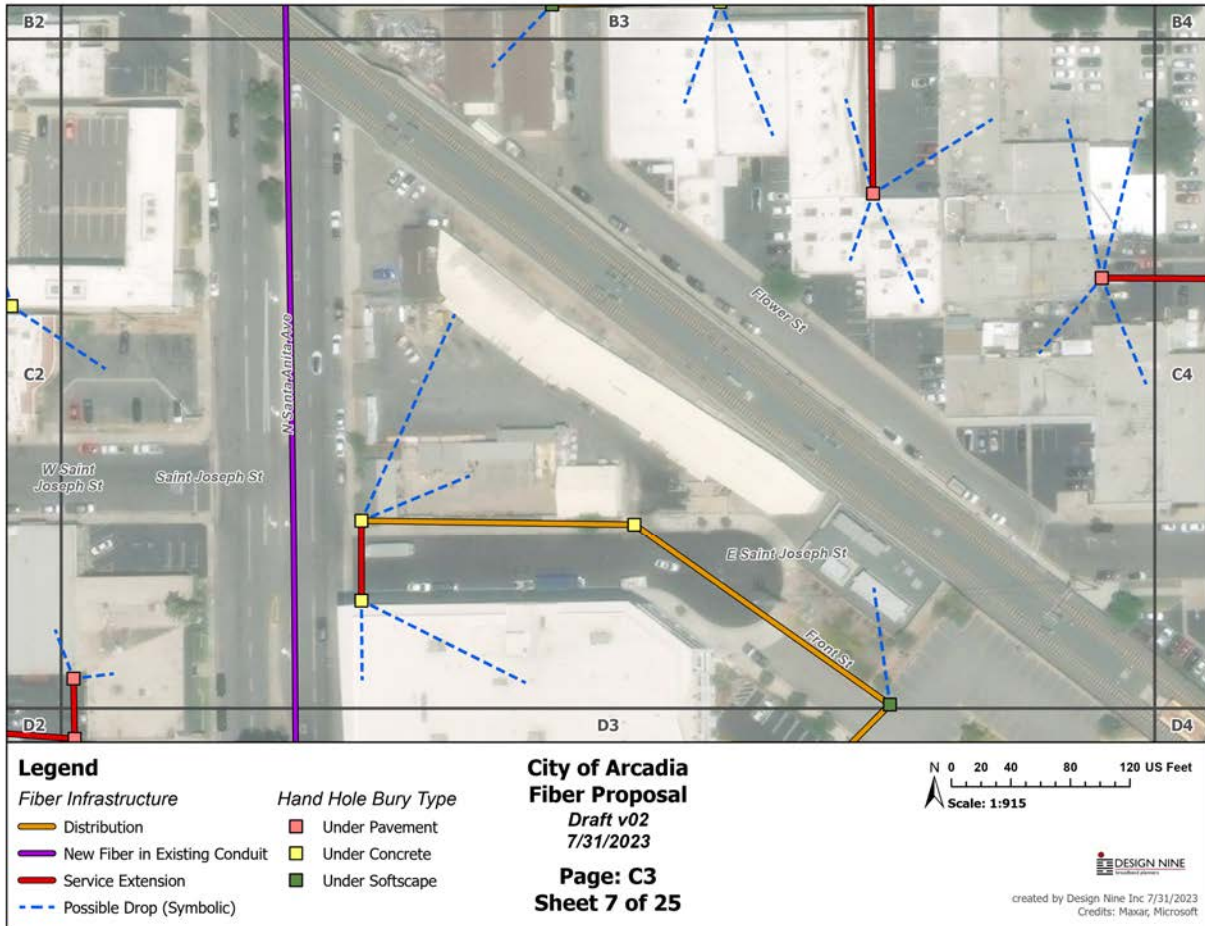 B2
B3
B4
N Santa Anita Ave
Flower St
C2
C4
W Saint
Joseph St
Saint Joseph St
E Saint Joseph St
Front St
D2
D3
D4
Legend
Fiber Infrastructure
Distribution
New Fiber in Existing Conduit
Service Extension
Possible Drop (Symbolic)
Hand Hole Bury Type
Under Pavement
Under Concrete
Under Softscape
City of Arcadia
Fiber Proposal
Draft v02
7/31/2023
Page: C3
Sheet 7 of 25
N 0 20 40 80 120 US Feet
Scale: 1:915
DESIGN NINE
broadband planners
created by Design Nine Inc 7/31/2023
Credits: Maxar, Microsoft